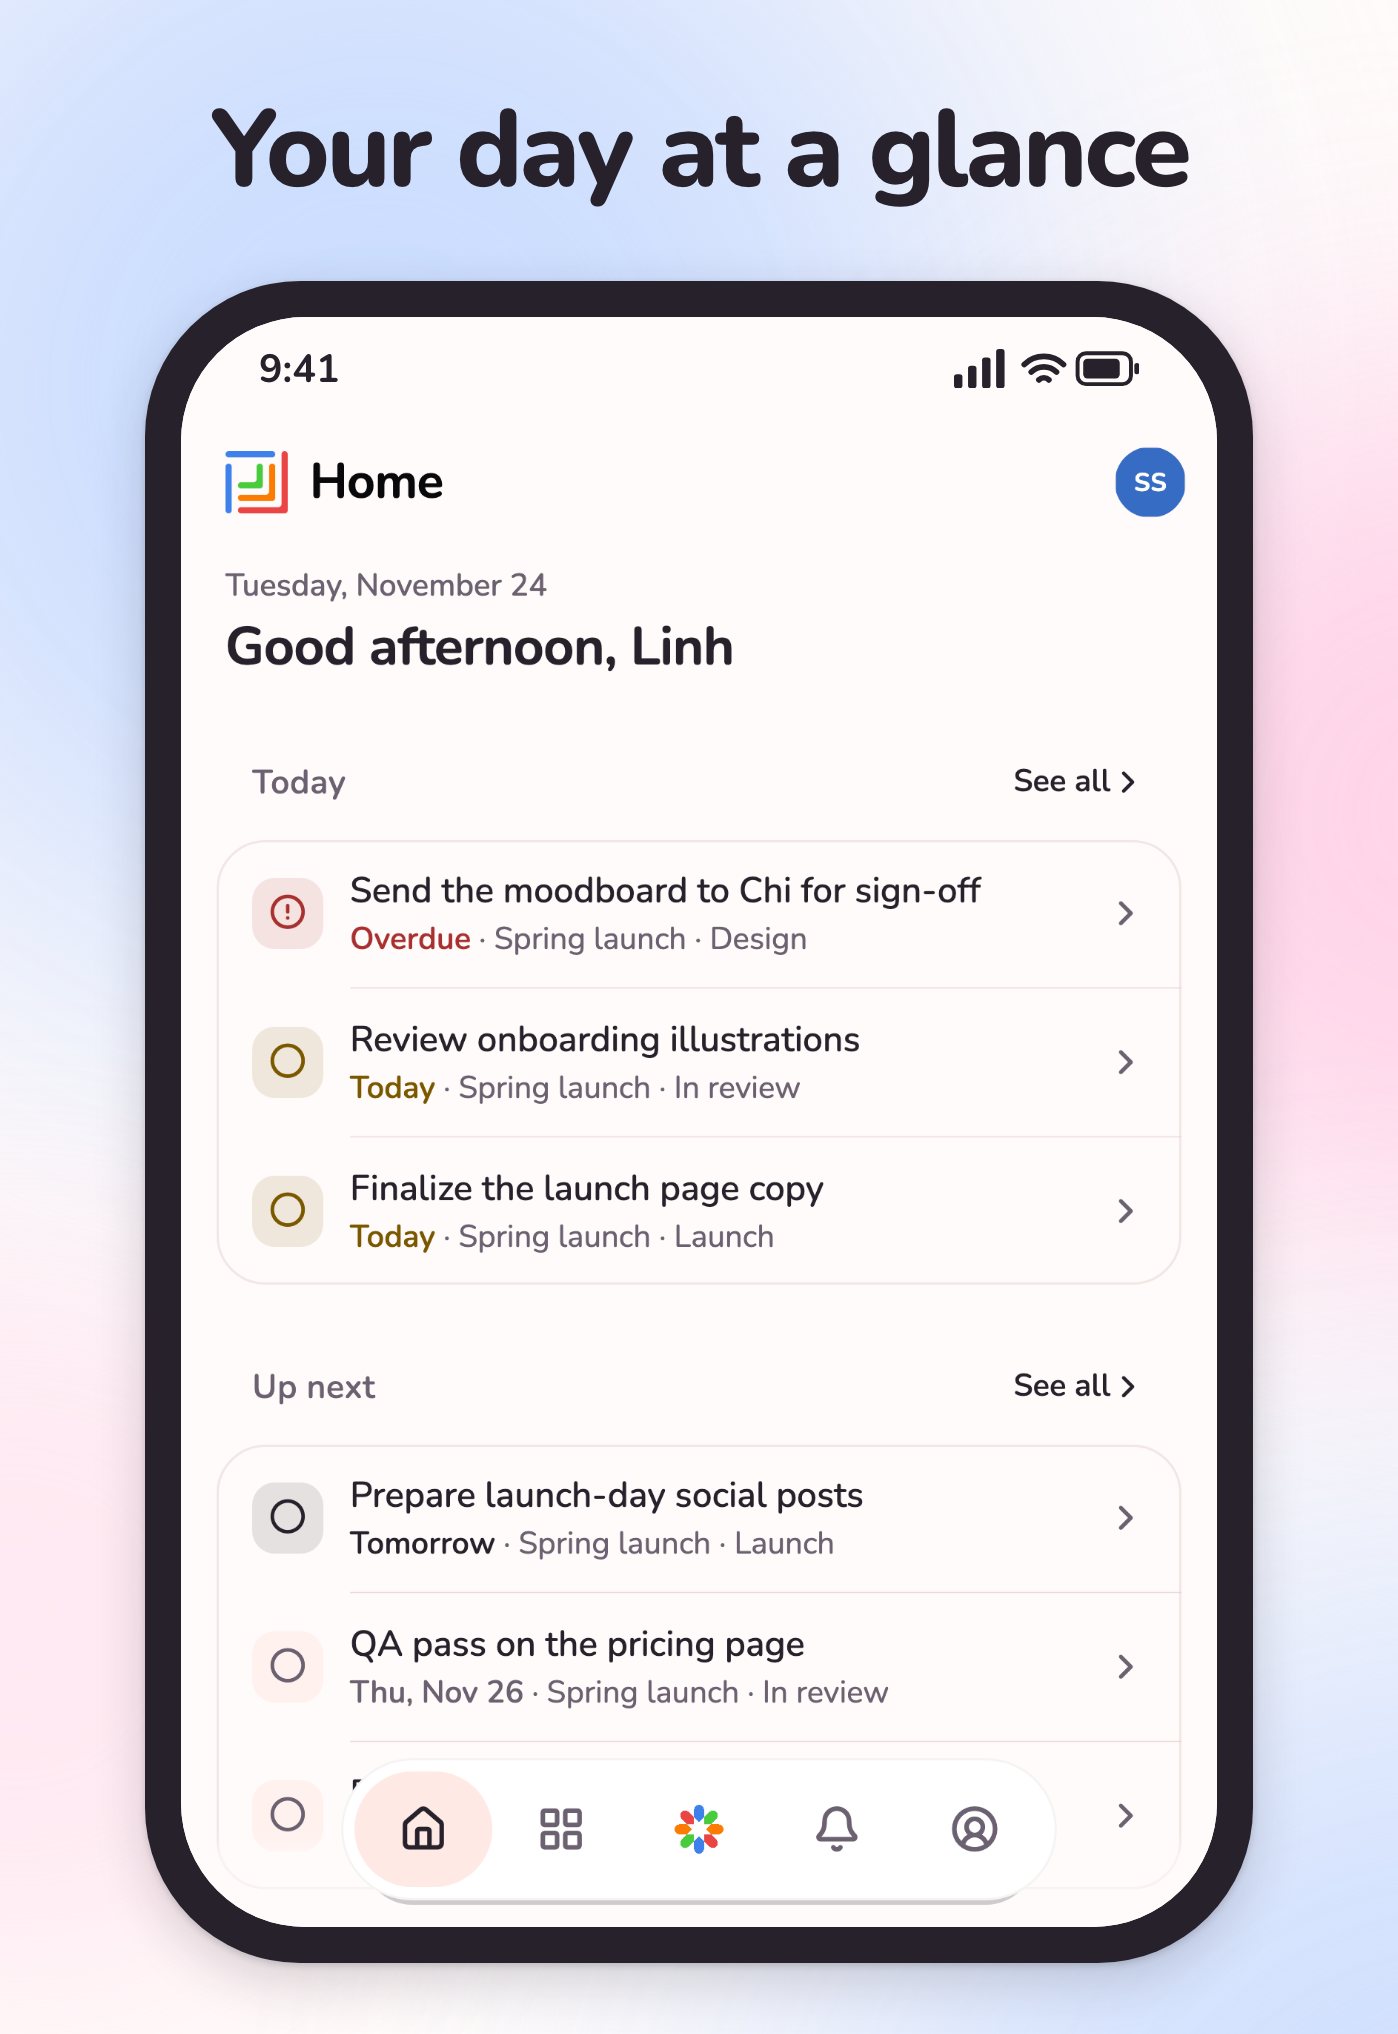 Your day at a glance
9:41
Home
SS
Tuesday, November 24
Good afternoon, Linh
Today
See all
Send the moodboard to Chi for sign-off
Overdue · Spring launch · Design
Review onboarding illustrations
Today · Spring launch · In review
Finalize the launch page copy
Today · Spring launch · Launch
Up next
See all
Prepare launch-day social posts
Tomorrow · Spring launch · Launch
QA pass on the pricing page
Thu, Nov 26 · Spring launch · In review